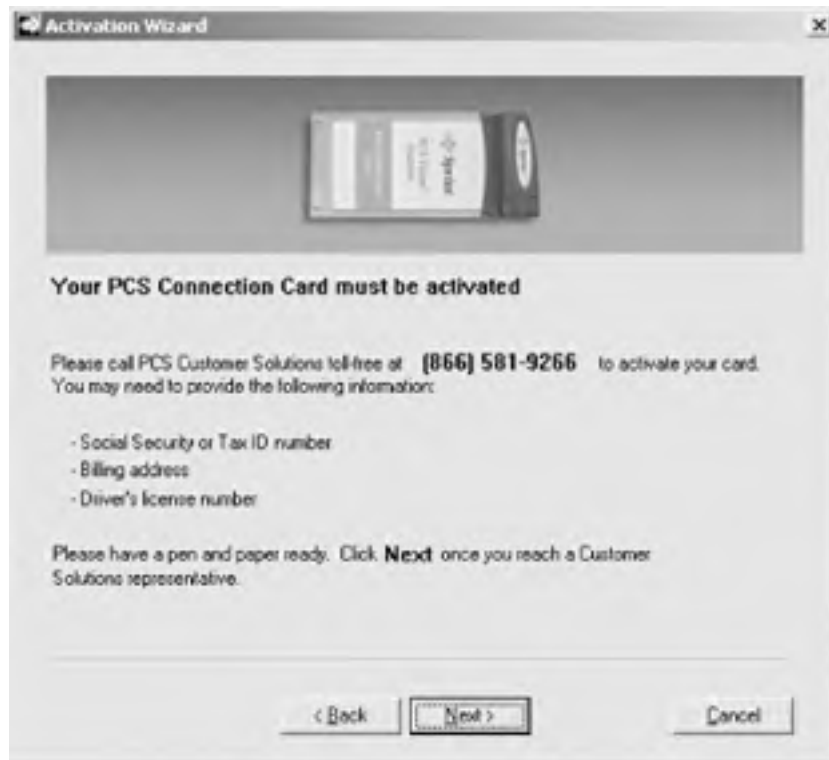 Activation Wizard
Sprint
Your PCS Connection Card must be activated
Please call PCS Customer Solutions toll-free at (866) 581-9266 to activate your card.
You may need to provide the following information:
- Social Security or Tax ID number
- Billing address
- Driver's license number
Please have a pen and paper ready. Click Next once you reach a Customer
Solutions representative.
< Back
Next >
Cancel